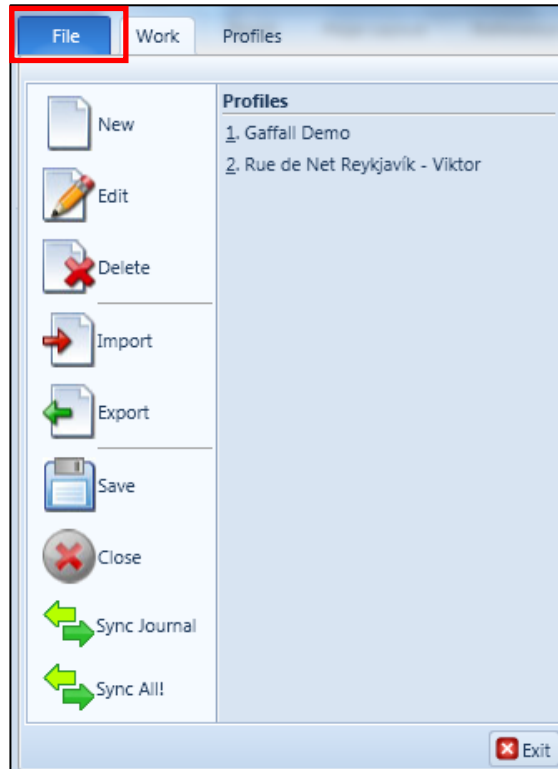 File Work Profiles
New
Edit
Delete
Import
Export
Save
Close
Sync Journal
Sync All!
Profiles
1. Gaffall Demo
2. Rue de Net Reykjavík - Viktor
Exit